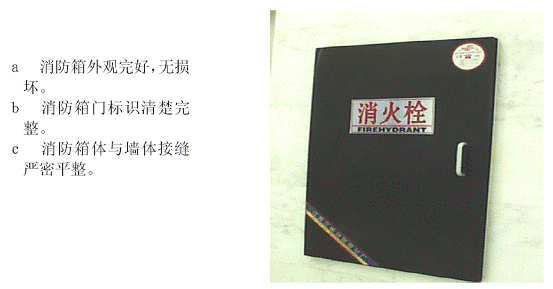 a 消防箱外观完好，无损
坏。
b 消防箱门标识清楚完
整。
c 消防箱体与墙体接缝
严密平整。
消火栓
FIREHYDRANT